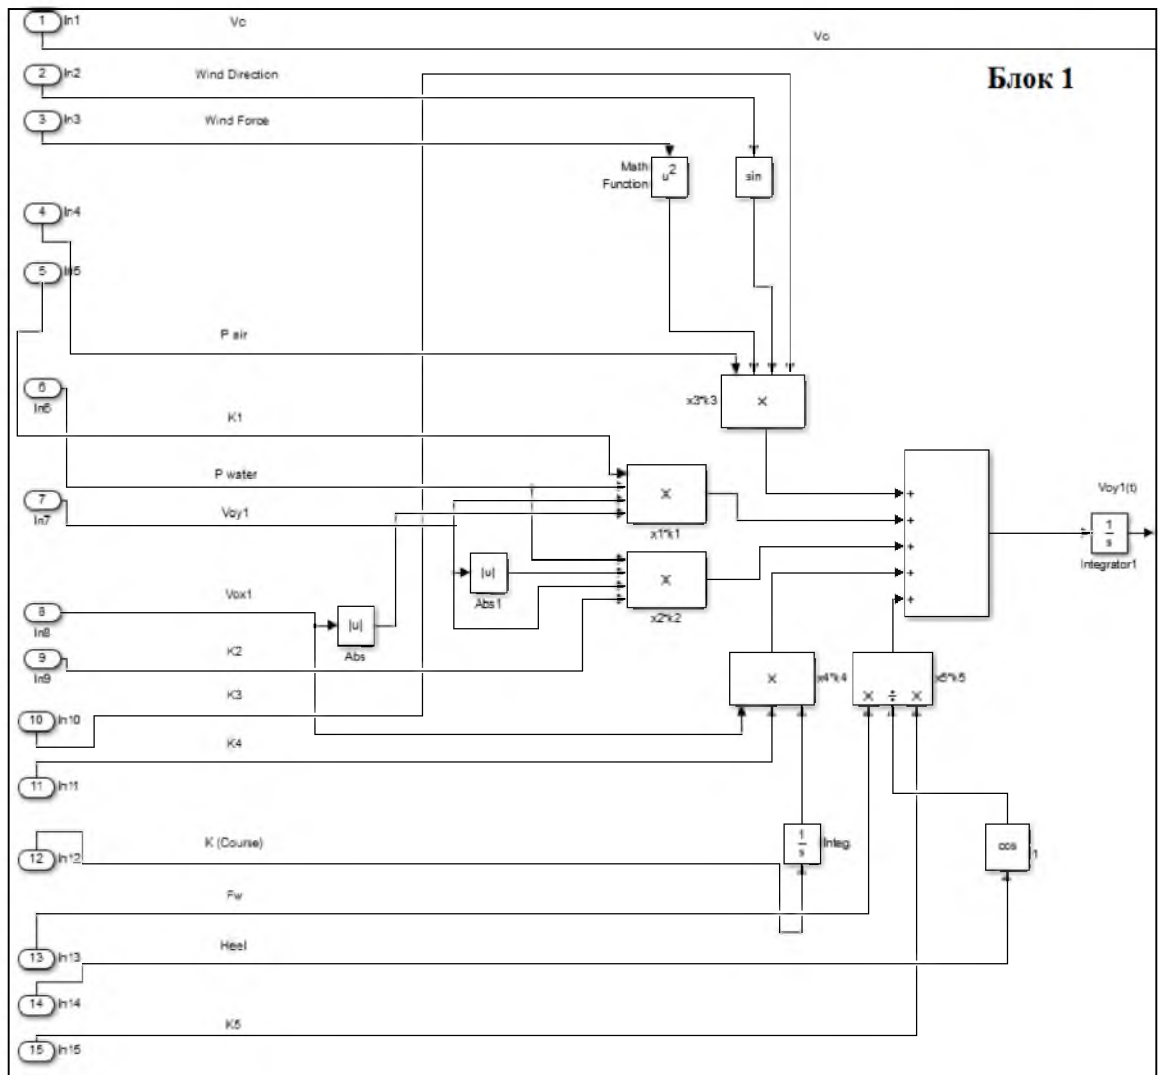 1 In1 Vc
Vc
Блок 1
2 In2 Wind Direction
3 In3 Wind Force
Math
Function
u²
sin
4 In4
5 In5
P air
x3*k3
×
6
In6
K1
P water
7
In7
Voy1
×
x1*k1
|u|
Abs1
×
x2*k2
+
+
+
+
+
Voy1(t)
1
s
Integrator1
8
In8
Vox1
|u|
Abs
9
In9
K2
×
x4*k4
× ÷ ×
x5*k5
10 In10
K3
K4
11 In11
12 In12
K (Course)
1
s
Integ.
cos
1
Fw
13 In13
Heel
14 In14
K5
15 In15